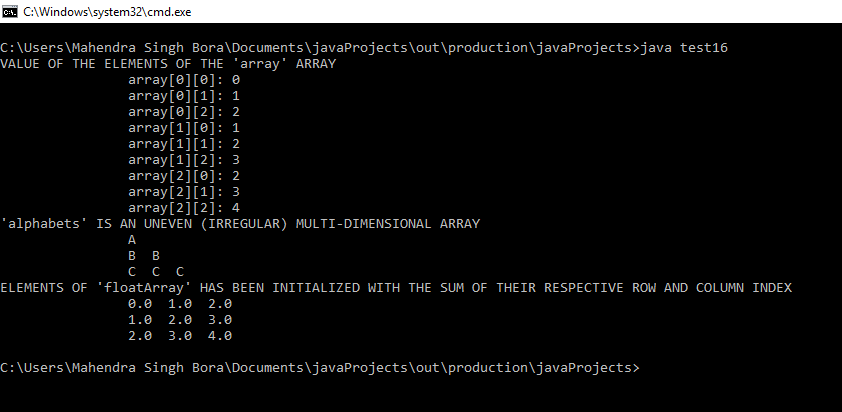 C:\Windows\system32\cmd.exe
C:\Users\Mahendra Singh Bora\Documents\javaProjects\out\production\javaProjects>java test16
VALUE OF THE ELEMENTS OF THE 'array' ARRAY
array[0][0]: 0
array[0][1]: 1
array[0][2]: 2
array[1][0]: 1
array[1][1]: 2
array[1][2]: 3
array[2][0]: 2
array[2][1]: 3
array[2][2]: 4
'alphabets' IS AN UNEVEN (IRREGULAR) MULTI-DIMENSIONAL ARRAY
A
B  B
C  C  C
ELEMENTS OF 'floatArray' HAS BEEN INITIALIZED WITH THE SUM OF THEIR RESPECTIVE ROW AND COLUMN INDEX
0.0  1.0  2.0
1.0  2.0  3.0
2.0  3.0  4.0
C:\Users\Mahendra Singh Bora\Documents\javaProjects\out\production\javaProjects>